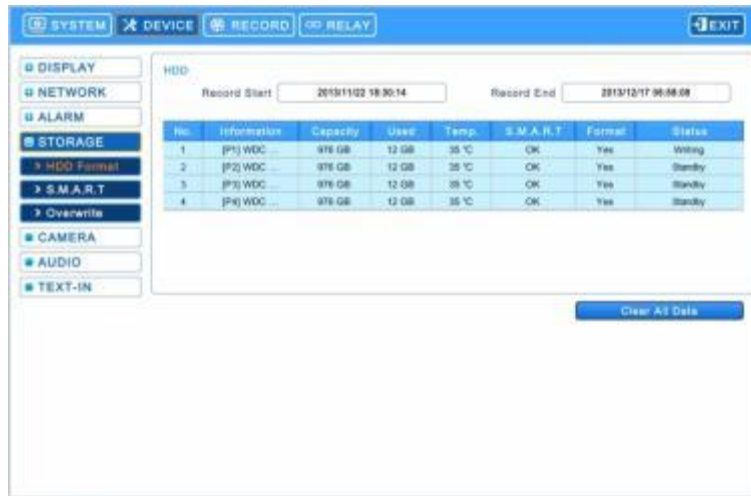 SYSTEM DEVICE RECORD RELAY EXIT
DISPLAY
NETWORK
ALARM
STORAGE
> HDD Format
> S.M.A.R.T
> Overwrite
CAMERA
AUDIO
TEXT-IN
HDD
Record Start 2013/11/22 18:30:14 Record End 2013/12/17
No. Information Capacity Used Temp. S.M.A.R.T Format Status
1 [P1] WDC ... 976 GB 12 GB 35 °C OK Yes Writing
2 [P2] WDC ... 976 GB 12 GB 35 °C OK Yes Standby
3 [P3] WDC ... 976 GB 12 GB 35 °C OK Yes Standby
4 [P4] WDC ... 976 GB 12 GB 35 °C OK Yes Standby
Clear All Data